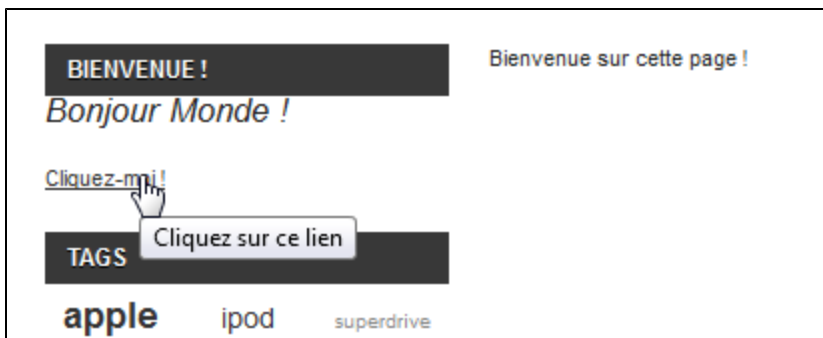 BIENVENUE !
Bonjour Monde !
Cliquez-moi !
Cliquez sur ce lien
TAGS
apple ipod superdrive
Bienvenue sur cette page !